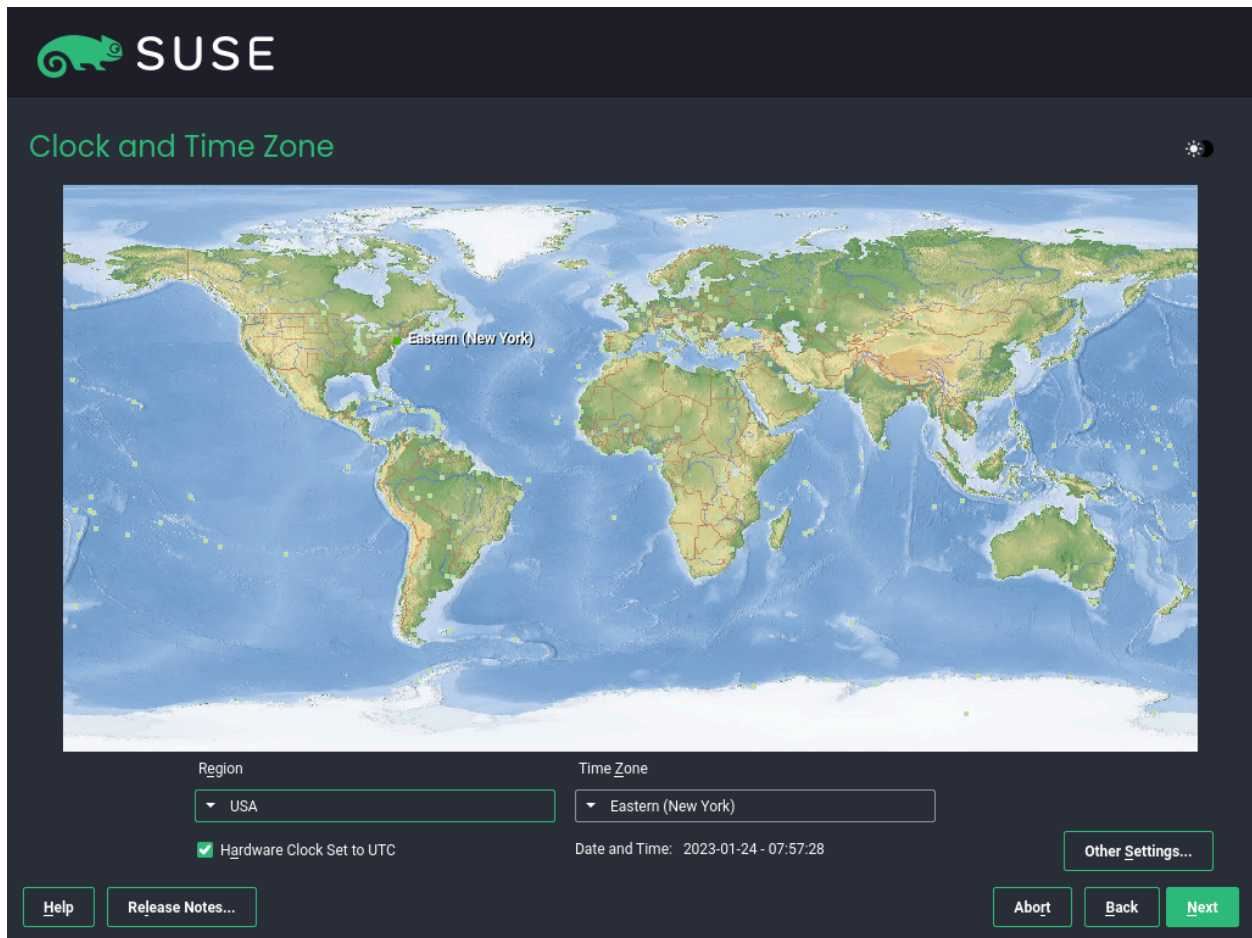 SUSE
Clock and Time Zone
Eastern (New York)
Region
Time Zone
USA
Eastern (New York)
Hardware Clock Set to UTC
Date and Time: 2023-01-24 - 07:57:28
Other Settings...
Help
Release Notes...
Abort
Back
Next